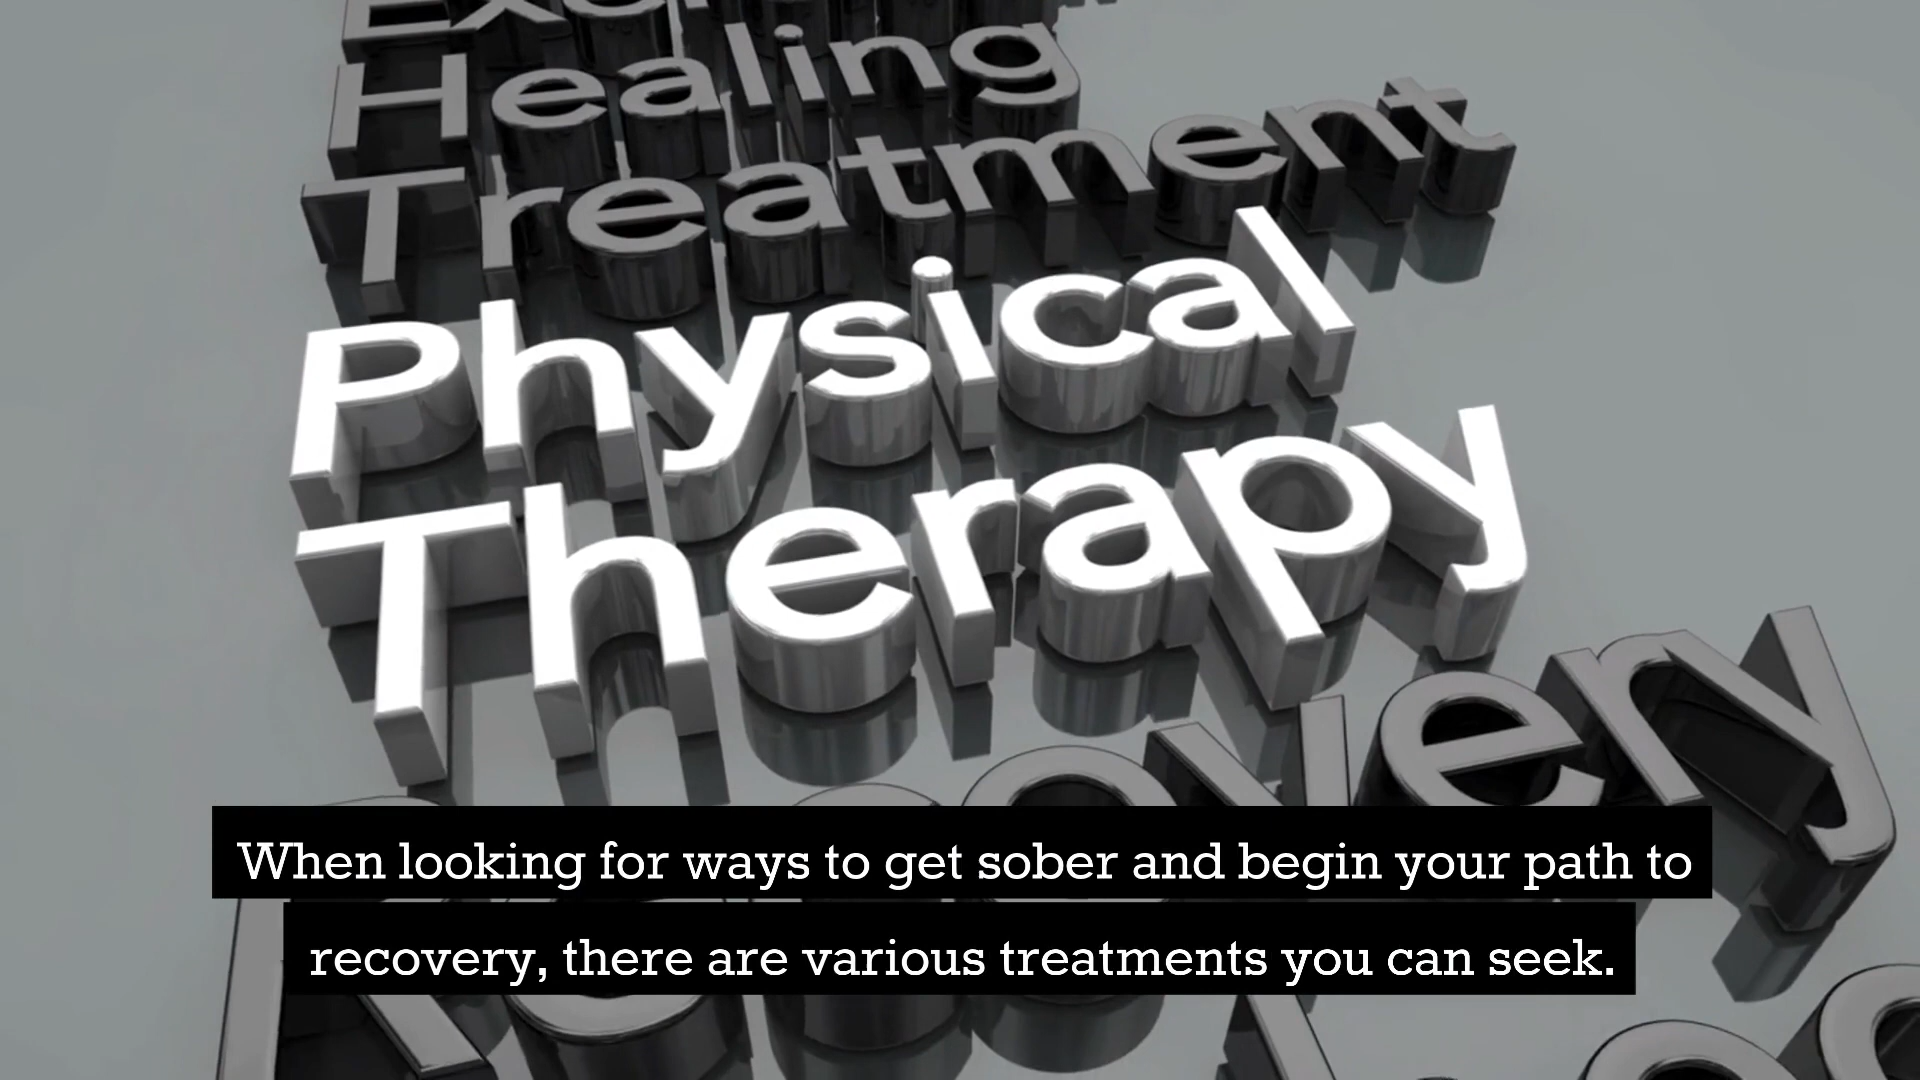 Healing
Treatment
Physical
Therapy
Recovery
When looking for ways to get sober and begin your path to
recovery, there are various treatments you can seek.